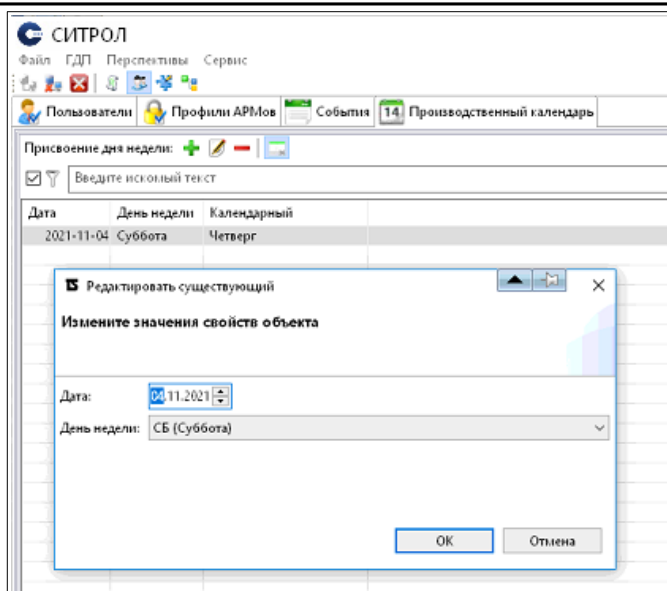 СИТРОЛ
Файл ГДП Перспективы Сервис
Пользователи Профили АРМов События 14 Производственный календарь
Присвоение дня недели:
Введите искомый текст
Дата День недели Календарный
2021-11-04 Суббота Четверг
Редактировать существующий
Измените значения свойств объекта
Дата: 04.11.2021
День недели: СБ (Суббота)
ОК Отмена